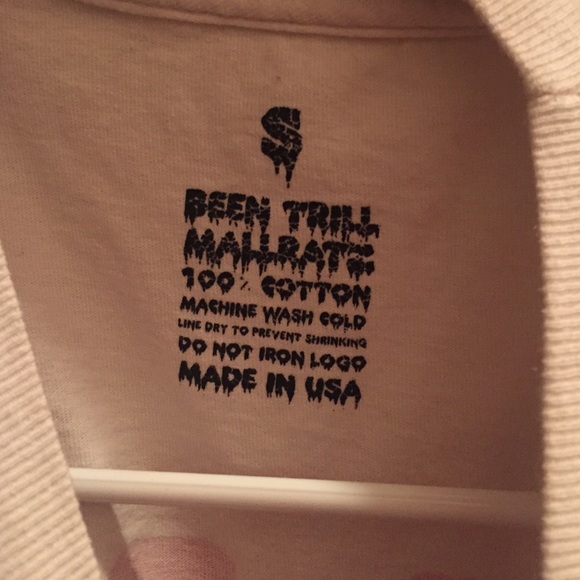 S
BEEN TRILL
MALLRATZ
100% COTTON
MACHINE WASH COLD
LINE DRY TO PREVENT SHRINKING
DO NOT IRON LOGO
MADE IN USA